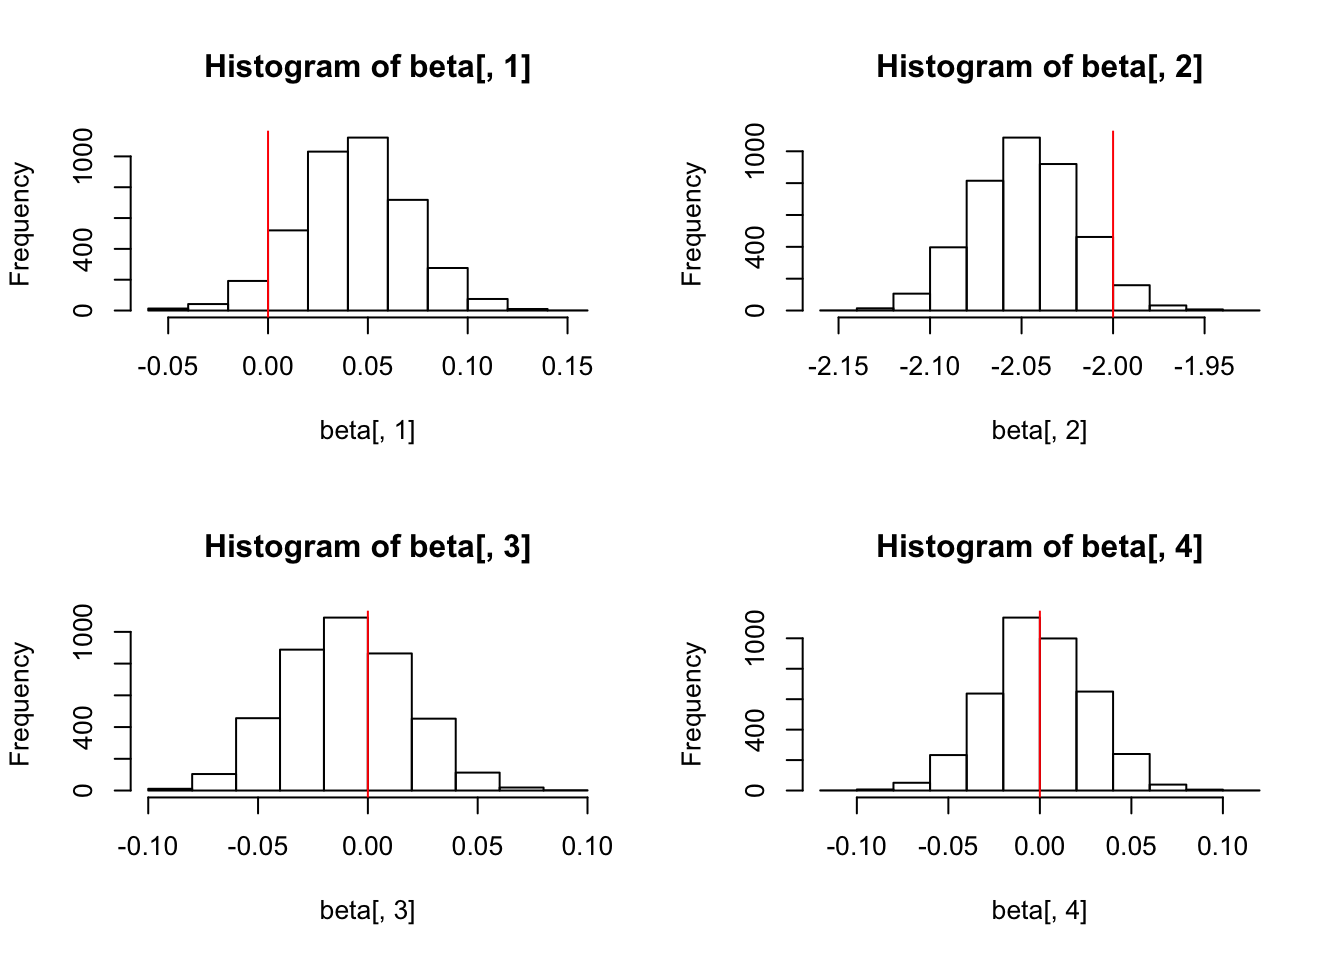 Histogram of beta[, 1]
Frequency
0 400 1000
-0.05 0.00 0.05 0.10 0.15
beta[, 1]
Histogram of beta[, 2]
Frequency
0 400 1000
-2.15 -2.10 -2.05 -2.00 -1.95
beta[, 2]
Histogram of beta[, 3]
Frequency
0 400 1000
-0.10 -0.05 0.00 0.05 0.10
beta[, 3]
Histogram of beta[, 4]
Frequency
0 400 1000
-0.10 -0.05 0.00 0.05 0.10
beta[, 4]